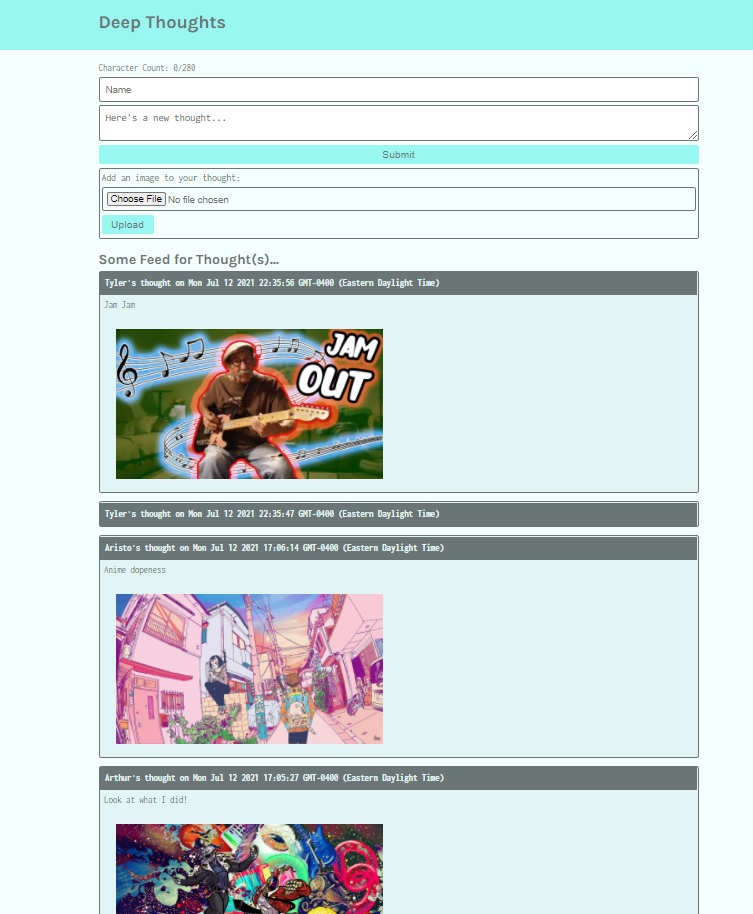 Deep Thoughts
Character Count: 0/280
Name
Here's a new thought...
Submit
Add an image to your thought:
Choose File No file chosen
Upload
Some Feed for Thought(s)...
Tyler's thought on Mon Jul 12 2021 22:35:56 GMT-0400 (Eastern Daylight Time)
Jam Jam
JAM
OUT
Tyler's thought on Mon Jul 12 2021 22:35:47 GMT-0400 (Eastern Daylight Time)
Aristo's thought on Mon Jul 12 2021 17:06:14 GMT-0400 (Eastern Daylight Time)
Anime dopeness
Arthur's thought on Mon Jul 12 2021 17:05:27 GMT-0400 (Eastern Daylight Time)
Look at what I did!